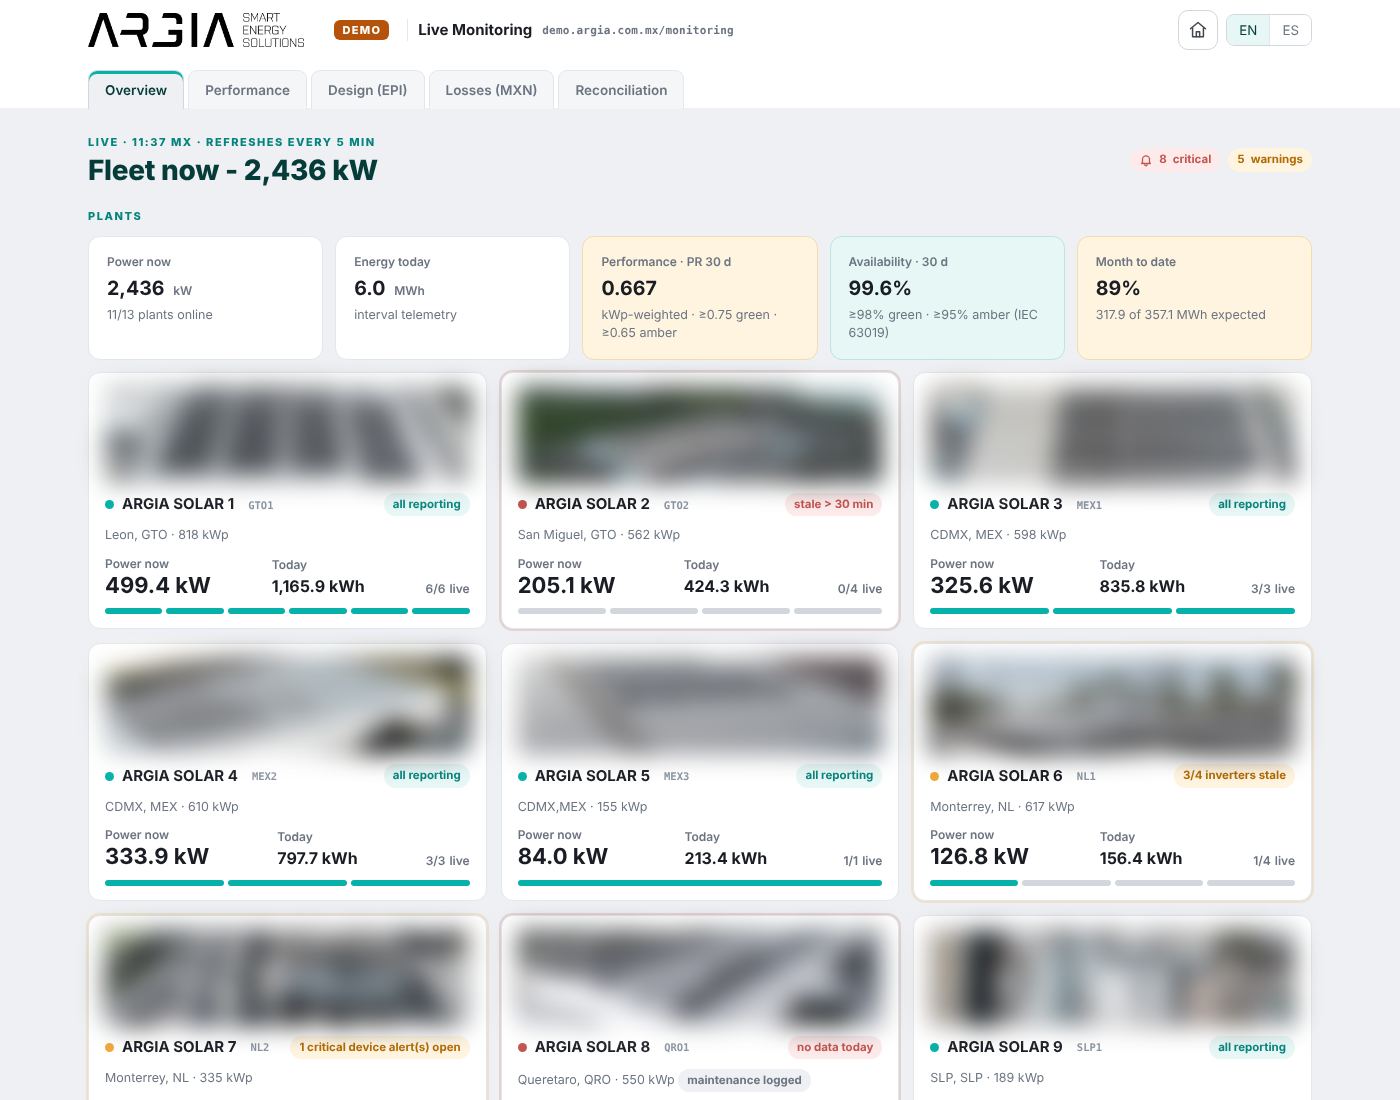 ARGIA SMART ENERGY SOLUTIONS
DEMO
Live Monitoring demo.argia.com.mx/monitoring
EN ES
Overview Performance Design (EPI) Losses (MXN) Reconciliation
LIVE · 11:37 MX · REFRESHES EVERY 5 MIN
Fleet now - 2,436 kW
8 critical 5 warnings
PLANTS
Power now
2,436 kW
11/13 plants online
Energy today
6.0 MWh
interval telemetry
Performance · PR 30 d
0.667
kWp-weighted · ≥0.75 green ·
≥0.65 amber
Availability · 30 d
99.6%
≥98% green · ≥95% amber (IEC
63019)
Month to date
89%
317.9 of 357.1 MWh expected
ARGIA SOLAR 1 GTO1 all reporting
Leon, GTO · 818 kWp
Power now Today
499.4 kW 1,165.9 kWh 6/6 live
ARGIA SOLAR 2 GTO2 stale > 30 min
San Miguel, GTO · 562 kWp
Power now Today
205.1 kW 424.3 kWh 0/4 live
ARGIA SOLAR 3 MEX1 all reporting
CDMX, MEX · 598 kWp
Power now Today
325.6 kW 835.8 kWh 3/3 live
ARGIA SOLAR 4 MEX2 all reporting
CDMX, MEX · 610 kWp
Power now Today
333.9 kW 797.7 kWh 3/3 live
ARGIA SOLAR 5 MEX3 all reporting
CDMX,MEX · 155 kWp
Power now Today
84.0 kW 213.4 kWh 1/1 live
ARGIA SOLAR 6 NL1 3/4 inverters stale
Monterrey, NL · 617 kWp
Power now Today
126.8 kW 156.4 kWh 1/4 live
ARGIA SOLAR 7 NL2 1 critical device alert(s) open
Monterrey, NL · 335 kWp
ARGIA SOLAR 8 QRO1 no data today
Queretaro, QRO · 550 kWp maintenance logged
ARGIA SOLAR 9 SLP1 all reporting
SLP, SLP · 189 kWp